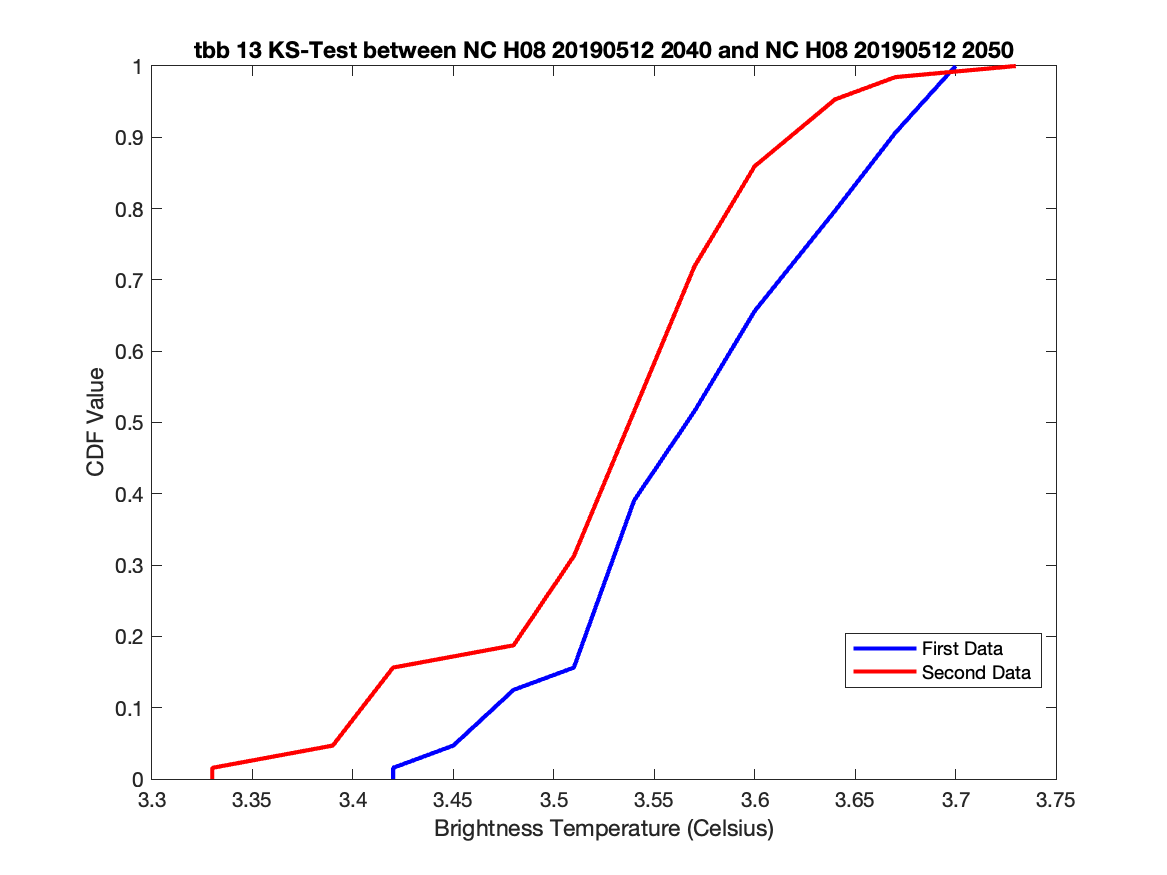 tbb 13 KS-Test between NC H08 20190512 2040 and NC H08 20190512 2050
1
0.9
0.8
0.7
0.6
0.5
0.4
0.3
0.2
0.1
0
CDF Value
First Data
Second Data
3.3 3.35 3.4 3.45 3.5 3.55 3.6 3.65 3.7 3.75
Brightness Temperature (Celsius)